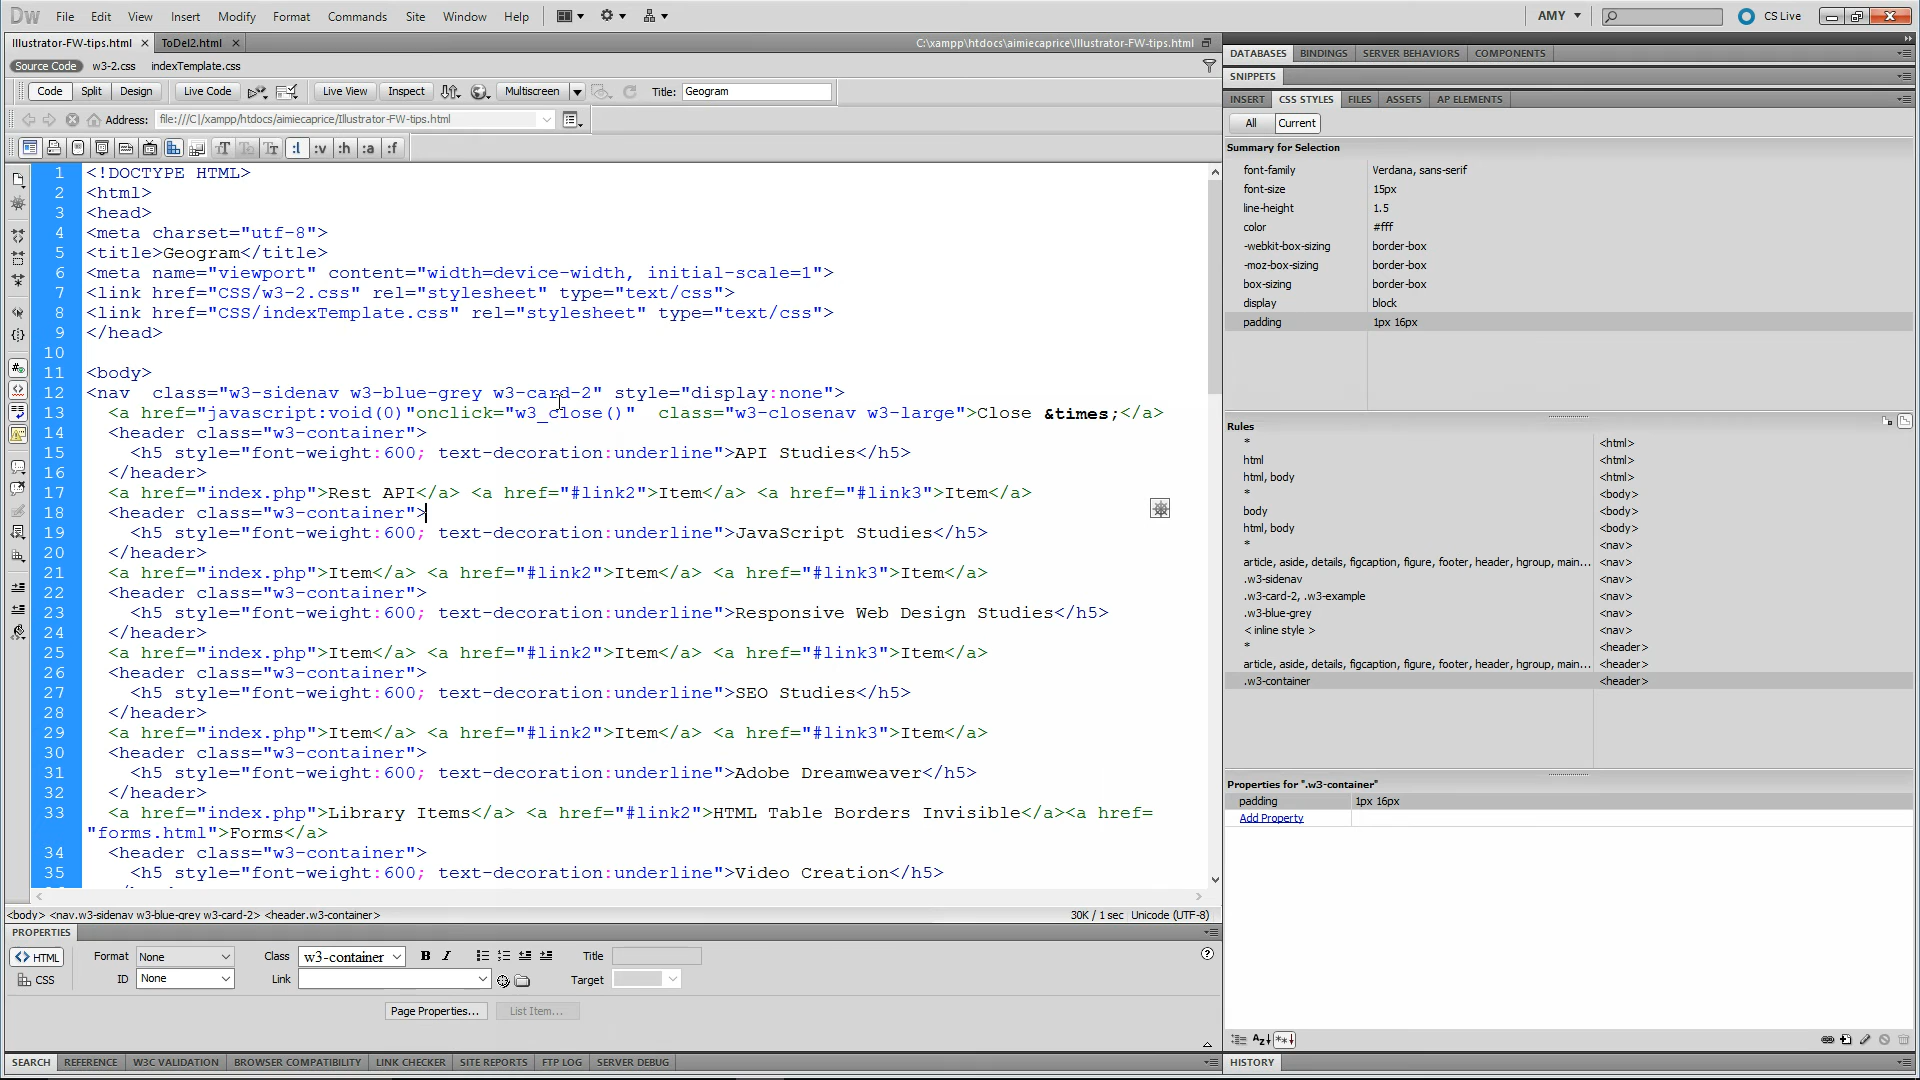 Dw File Edit View Insert Modify Format Commands Site Window Help AMY CS Live
Illustrator-FW-tips.html ToDel2.html C:\xampp\htdocs\aimiecaprice\Illustrator-FW-tips.html
Source Code w3-2.css indexTemplate.css
Code Split Design Live Code Live View Inspect Multiscreen Title: Geogram
Address: file:///C|/xampp/htdocs/aimiecaprice/Illustrator-FW-tips.html
:l :v :h :a :f
1 <!DOCTYPE HTML>
2 <html>
3 <head>
4 <meta charset="utf-8">
5 <title>Geogram</title>
6 <meta name="viewport" content="width=device-width, initial-scale=1">
7 <link href="CSS/w3-2.css" rel="stylesheet" type="text/css">
8 <link href="CSS/indexTemplate.css" rel="stylesheet" type="text/css">
9 </head>
10
11 <body>
12 <nav  class="w3-sidenav w3-blue-grey w3-card-2" style="display:none">
13 <a href="javascript:void(0)"onclick="w3_close()"  class="w3-closenav w3-large">Close &times;</a>
14 <header class="w3-container">
15 <h5 style="font-weight:600; text-decoration:underline">API Studies</h5>
16 </header>
17 <a href="index.php">Rest API</a> <a href="#link2">Item</a> <a href="#link3">Item</a>
18 <header class="w3-container">
19 <h5 style="font-weight:600; text-decoration:underline">JavaScript Studies</h5>
20 </header>
21 <a href="index.php">Item</a> <a href="#link2">Item</a> <a href="#link3">Item</a>
22 <header class="w3-container">
23 <h5 style="font-weight:600; text-decoration:underline">Responsive Web Design Studies</h5>
24 </header>
25 <a href="index.php">Item</a> <a href="#link2">Item</a> <a href="#link3">Item</a>
26 <header class="w3-container">
27 <h5 style="font-weight:600; text-decoration:underline">SEO Studies</h5>
28 </header>
29 <a href="index.php">Item</a> <a href="#link2">Item</a> <a href="#link3">Item</a>
30 <header class="w3-container">
31 <h5 style="font-weight:600; text-decoration:underline">Adobe Dreamweaver</h5>
32 </header>
33 <a href="index.php">Library Items</a> <a href="#link2">HTML Table Borders Invisible</a><a href=
"forms.html">Forms</a>
34 <header class="w3-container">
35 <h5 style="font-weight:600; text-decoration:underline">Video Creation</h5>
<body> <nav.w3-sidenav w3-blue-grey w3-card-2> <header.w3-container> 30K / 1 sec Unicode (UTF-8)
PROPERTIES
<> HTML Format None Class w3-container B I Title
CSS ID None Link Target
Page Properties... List Item...
SEARCH REFERENCE W3C VALIDATION BROWSER COMPATIBILITY LINK CHECKER SITE REPORTS FTP LOG SERVER DEBUG
DATABASES BINDINGS SERVER BEHAVIORS COMPONENTS
SNIPPETS
INSERT CSS STYLES FILES ASSETS AP ELEMENTS
All Current
Summary for Selection
font-family Verdana, sans-serif
font-size 15px
line-height 1.5
color #fff
-webkit-box-sizing border-box
-moz-box-sizing border-box
box-sizing border-box
display block
padding 1px 16px
Rules
* <html>
html <html>
html, body <html>
* <body>
body <body>
html, body <body>
* <nav>
article, aside, details, figcaption, figure, footer, header, hgroup, main... <nav>
.w3-sidenav <nav>
.w3-card-2, .w3-example <nav>
.w3-blue-grey <nav>
< inline style > <nav>
* <header>
article, aside, details, figcaption, figure, footer, header, hgroup, main... <header>
.w3-container <header>
Properties for ".w3-container"
padding 1px 16px
Add Property
HISTORY